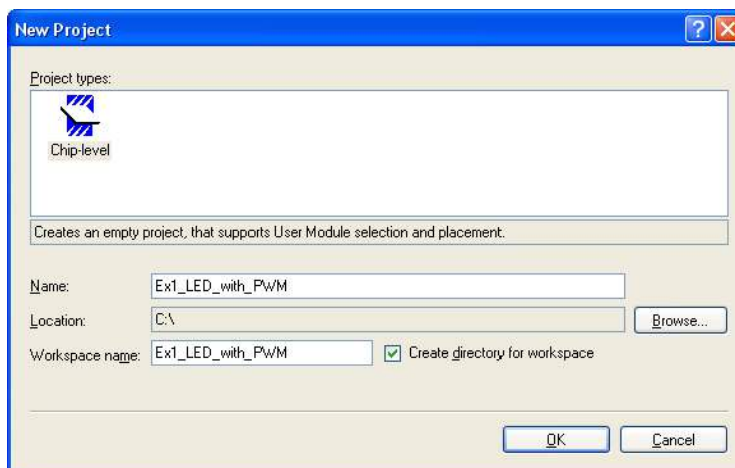 New Project
Project types:
Chip-level
Creates an empty project, that supports User Module selection and placement.
Name: Ex1_LED_with_PWM
Location: C:\ Browse...
Workspace name: Ex1_LED_with_PWM Create directory for workspace
OK Cancel